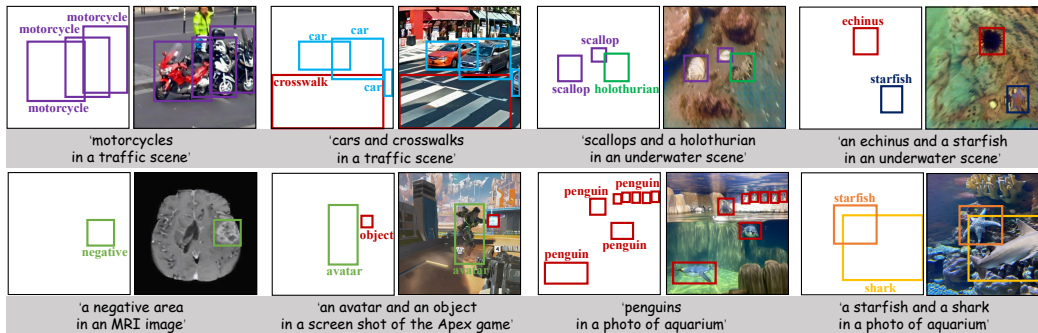 motorcycle
motorcycle
motorcycle
car
car
crosswalk
car
scallop
scallop
holothurian
echinus
starfish
'motorcycles
in a traffic scene'
'cars and crosswalks
in a traffic scene'
'scallops and a holothurian
in an underwater scene'
'an echinus and a starfish
in an underwater scene'
negative
object
avatar
avatar
penguin
penguin
penguin
penguin
starfish
shark
'a negative area
in an MRI image'
'an avatar and an object
in a screen shot of the Apex game'
'penguins
in a photo of aquarium'
'a starfish and a shark
in a photo of aquarium'